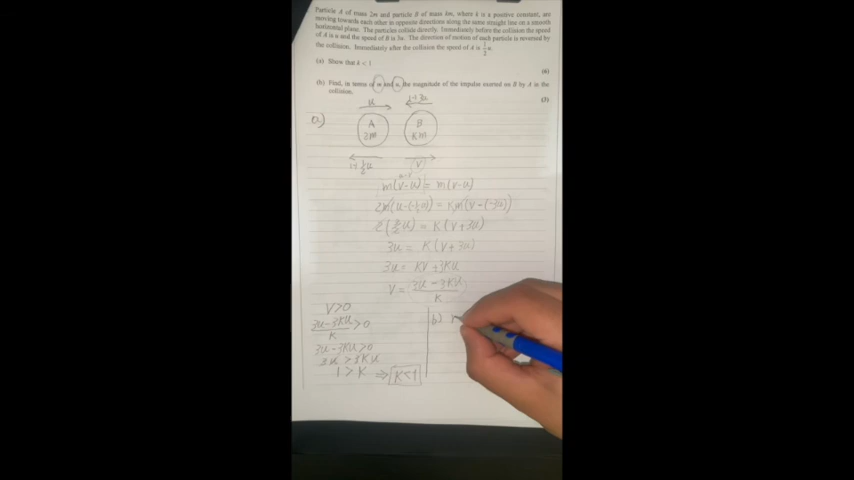 Particle A of mass 2m and particle B of mass km, where k is a positive constant, are
moving towards each other in opposite directions along the same straight line on a smooth
horizontal plane. The particles collide directly. Immediately before the collision the speed
of A is u and the speed of B is 3u. The direction of motion of each particle is reversed by
the collision. Immediately after the collision the speed of A is 1/2 u.
(a) Show that k < 1
(6)
(b) Find, in terms of m and u, the magnitude of the impulse exerted on B by A in the
collision.
(3)
u
3u
a)
A B
2m km
1/2 u (v)
m(v-u) = m(v-u)
= km(v-(-3u))
2(3/2 u) = K(v+3u)
3u = K(v+3u)
3u = KV + 3KU
V = 3u - 3KU / K
V>0
3u-3KU / K >0
3u-3KU>0
3u > 3KU
1 > K ⇒ K<1
b)